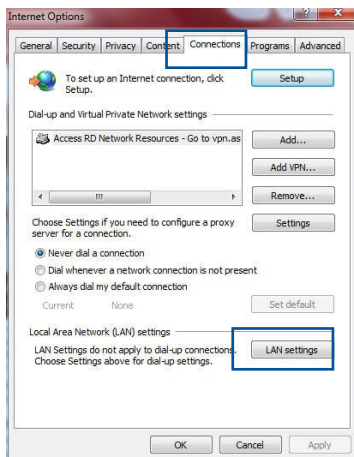 Internet Options
General Security Privacy Content Connections Programs Advanced
To set up an Internet connection, click
Setup.
Setup
Dial-up and Virtual Private Network settings
Access RD Network Resources - Go to vpn.as
Add...
Add VPN...
Remove...
Choose Settings if you need to configure a proxy
server for a connection.
Settings
Never dial a connection
Dial whenever a network connection is not present
Always dial my default connection
Current None
Set default
Local Area Network (LAN) settings
LAN Settings do not apply to dial-up connections.
Choose Settings above for dial-up settings.
LAN settings
OK Cancel Apply